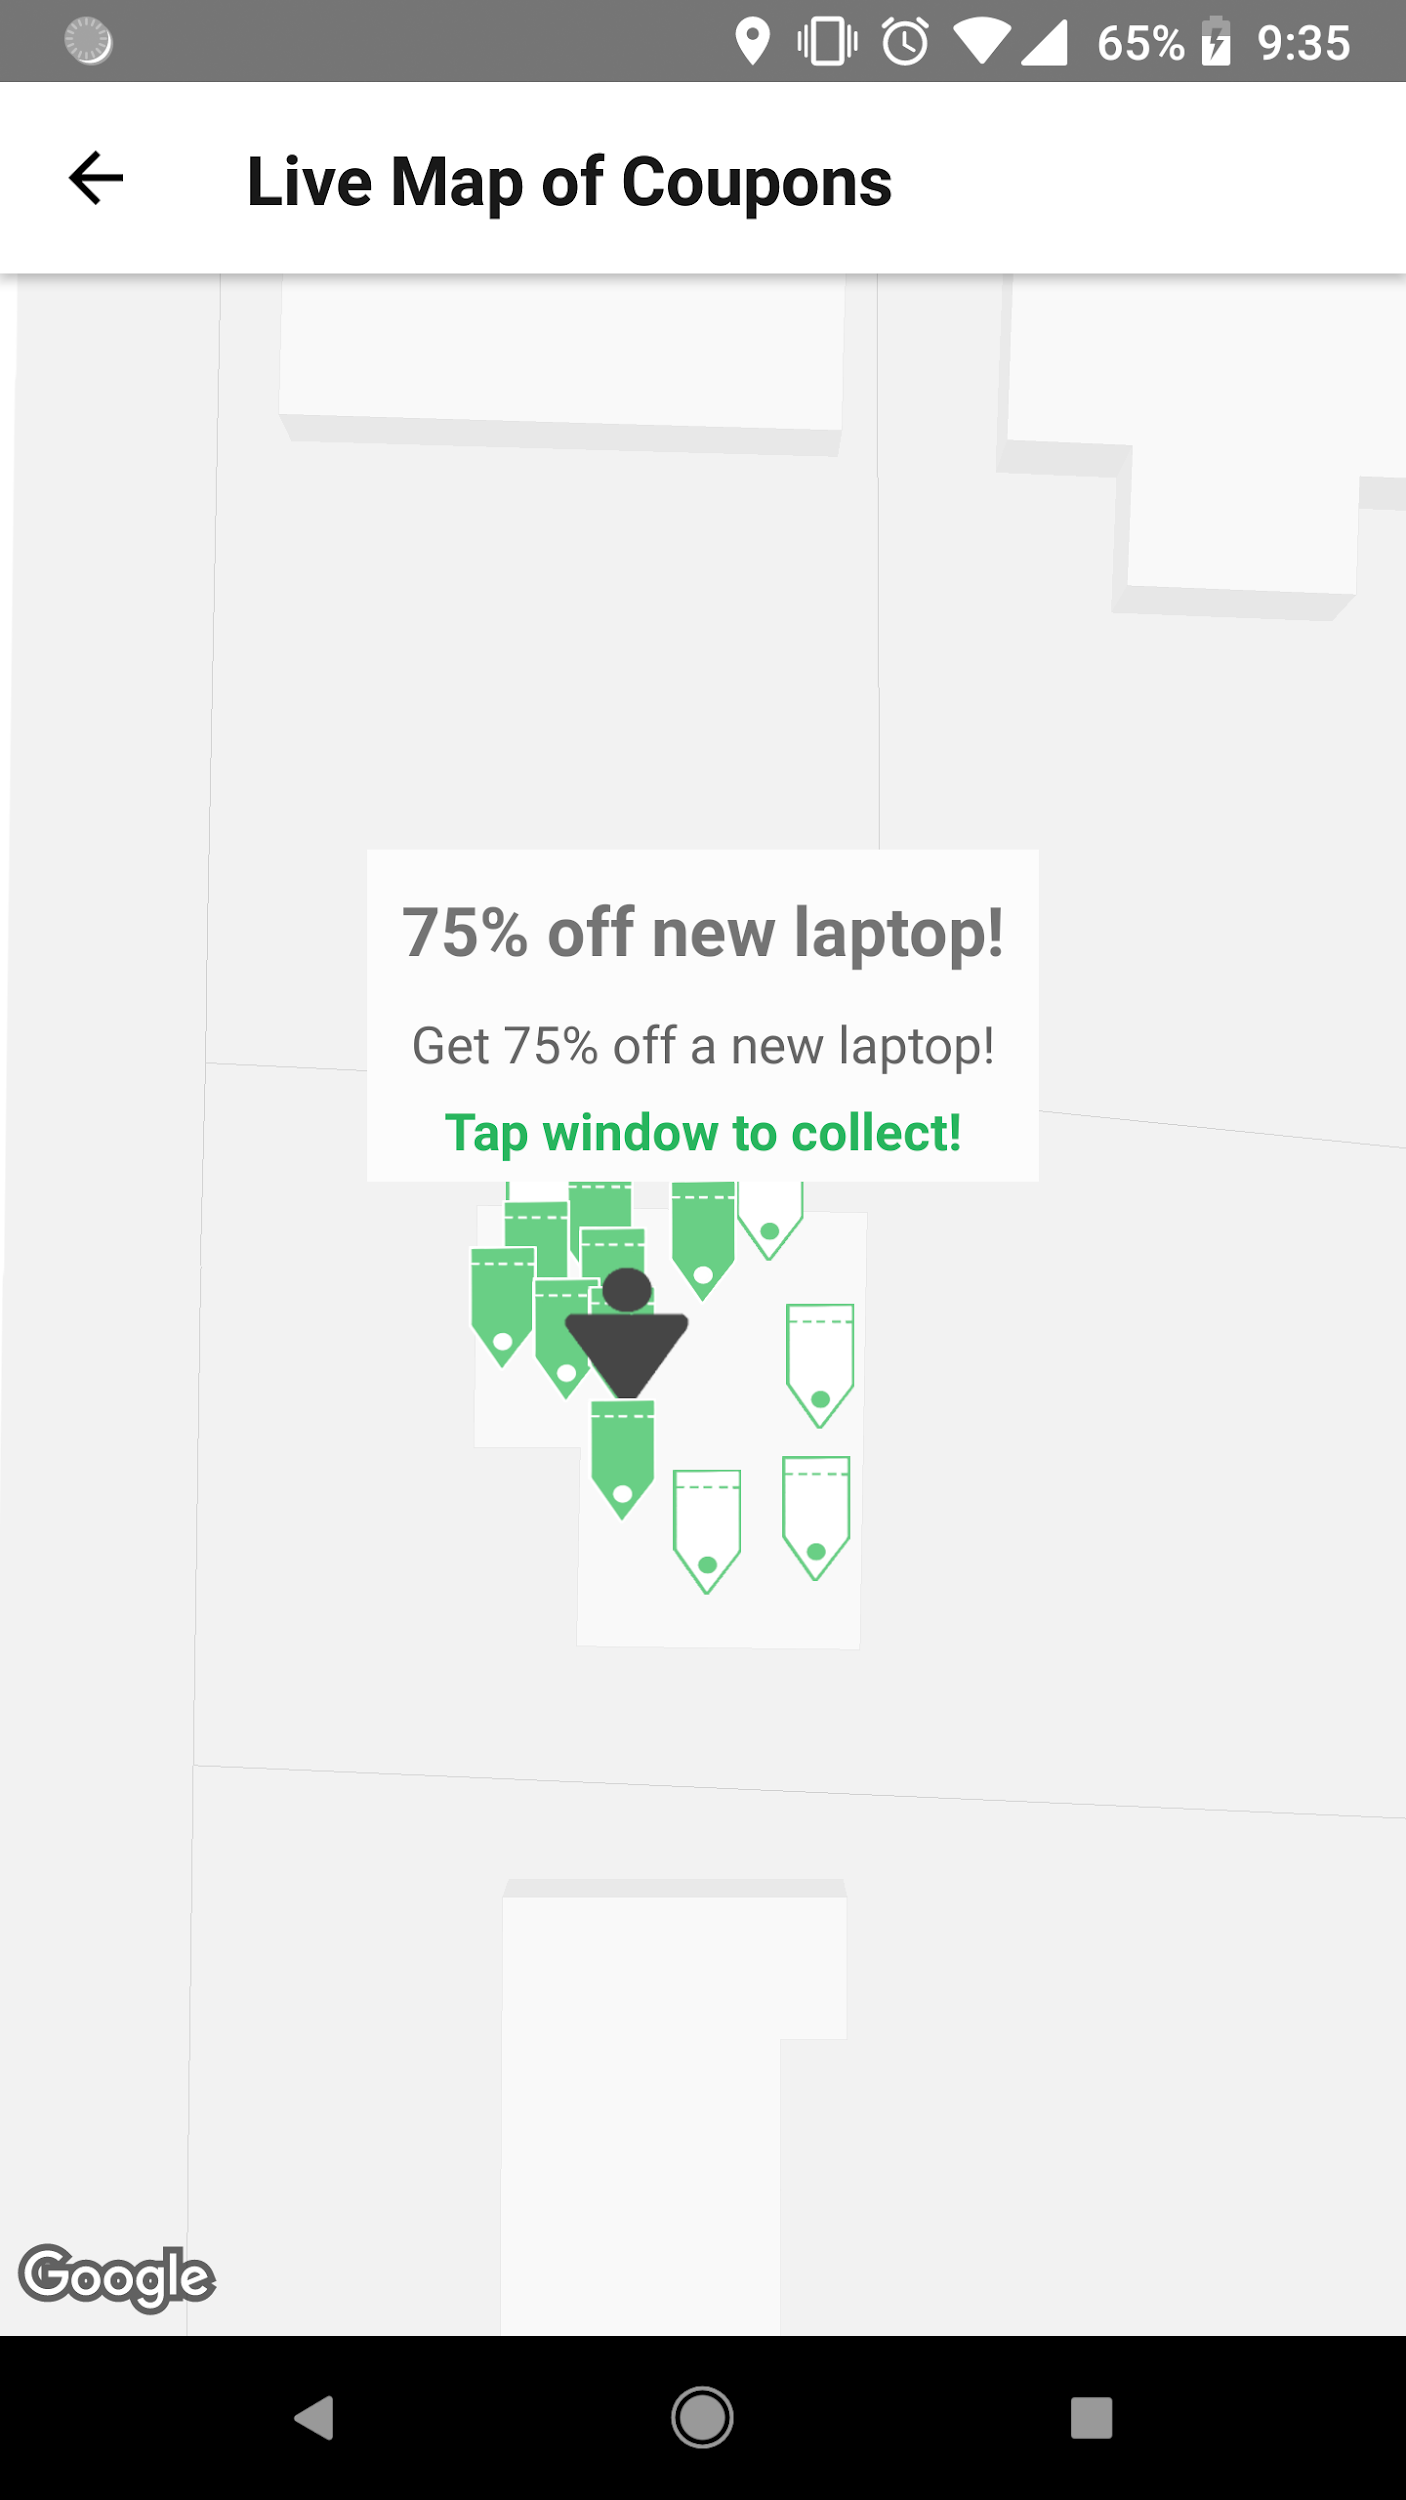 65% 9:35
Live Map of Coupons
75% off new laptop!
Get 75% off a new laptop!
Tap window to collect!
Google